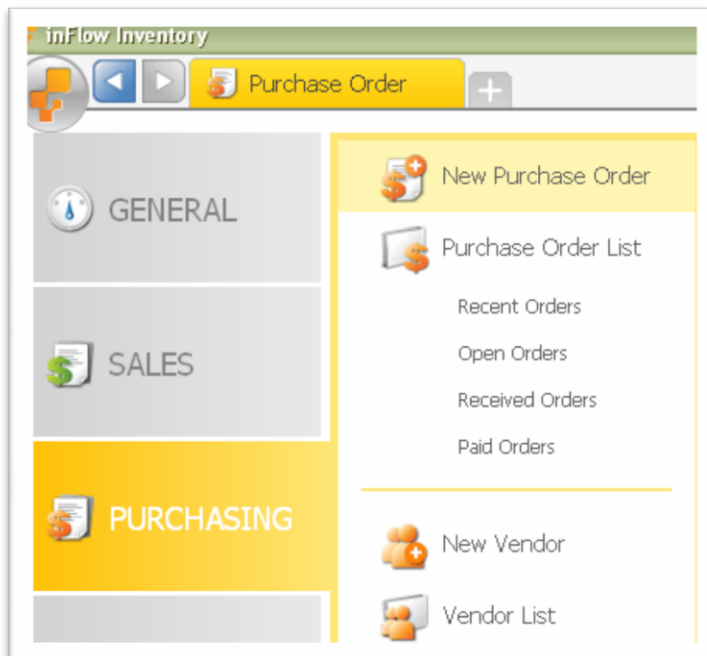 inFlow Inventory
Purchase Order
GENERAL
SALES
PURCHASING
New Purchase Order
Purchase Order List
Recent Orders
Open Orders
Received Orders
Paid Orders
New Vendor
Vendor List